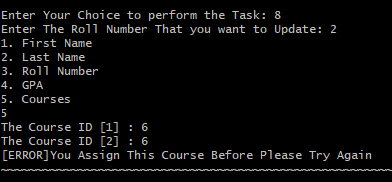 Enter Your Choice to perform the Task: 8
Enter The Roll Number That you want to Update: 2
1. First Name
2. Last Name
3. Roll Number
4. GPA
5. Courses
5
The Course ID [1] : 6
The Course ID [2] : 6
[ERROR]You Assign This Course Before Please Try Again
~~~~~~~~~~~~~~~~~~~~~~~~~~~~~~~~~~~~~~~~~~~~~~~~~~~~~~~~